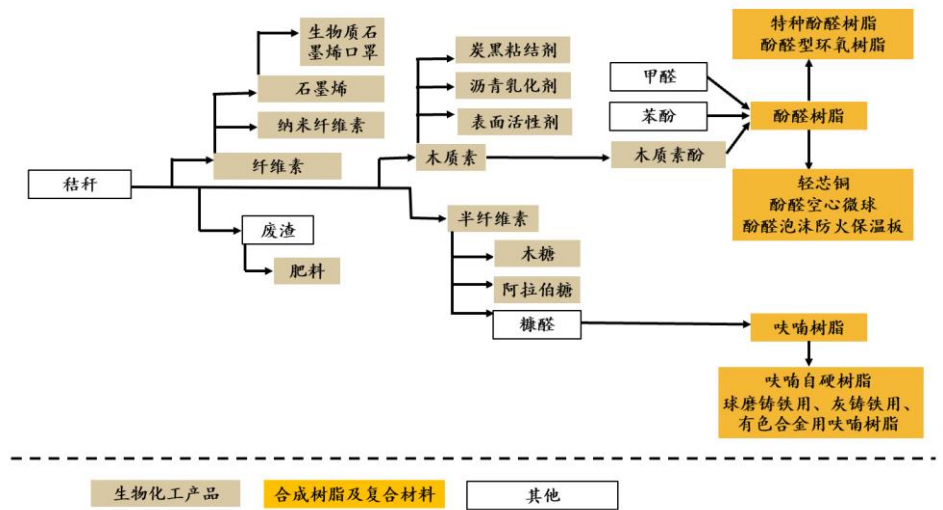 生物质石
墨烯口罩
石墨烯
纳米纤维素
纤维素
秸秆
废渣
肥料
炭黑粘结剂
沥青乳化剂
表面活性剂
木质素
木质素酚
半纤维素
木糖
阿拉伯糖
糠醛
甲醛
苯酚
特种酚醛树脂
酚醛型环氧树脂
酚醛树脂
轻芯铜
酚醛空心微球
酚醛泡沫防火保温板
呋喃树脂
呋喃自硬树脂
球磨铸铁用、灰铸铁用、
有色合金用呋喃树脂
生物化工产品
合成树脂及复合材料
其他